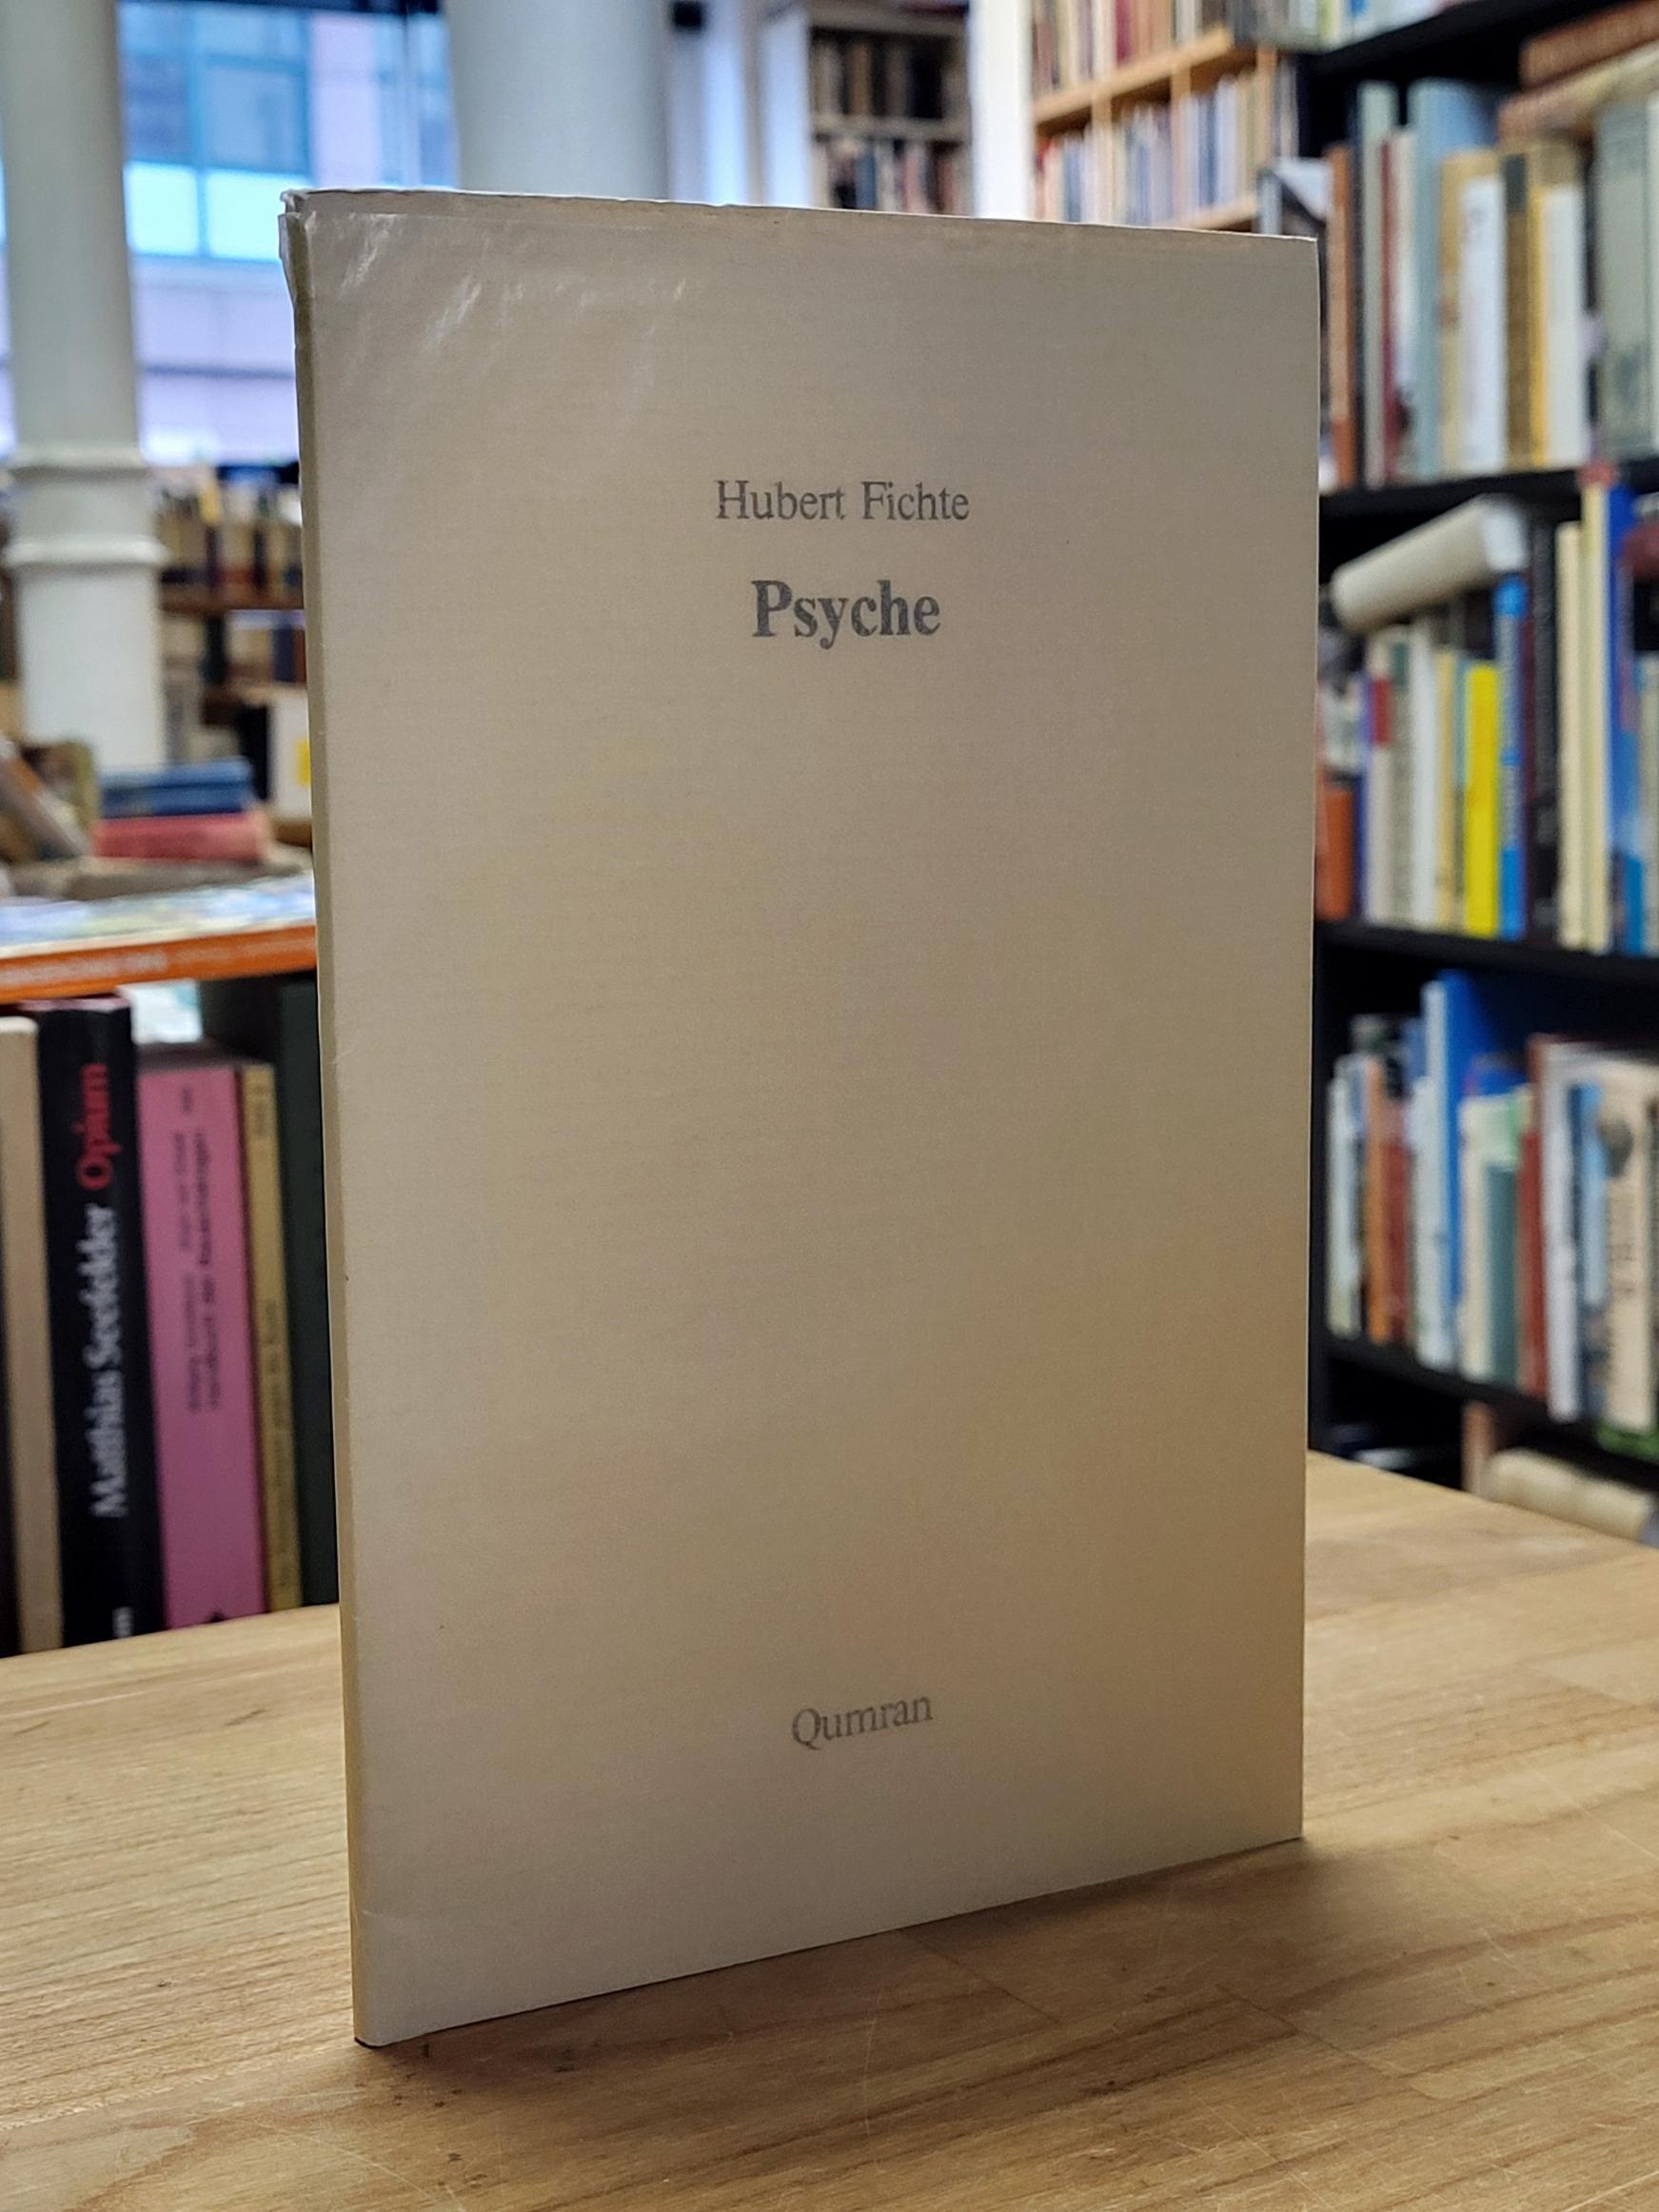 Hubert Fichte
Psyche
Qumran
Matthias Seefelder Opium